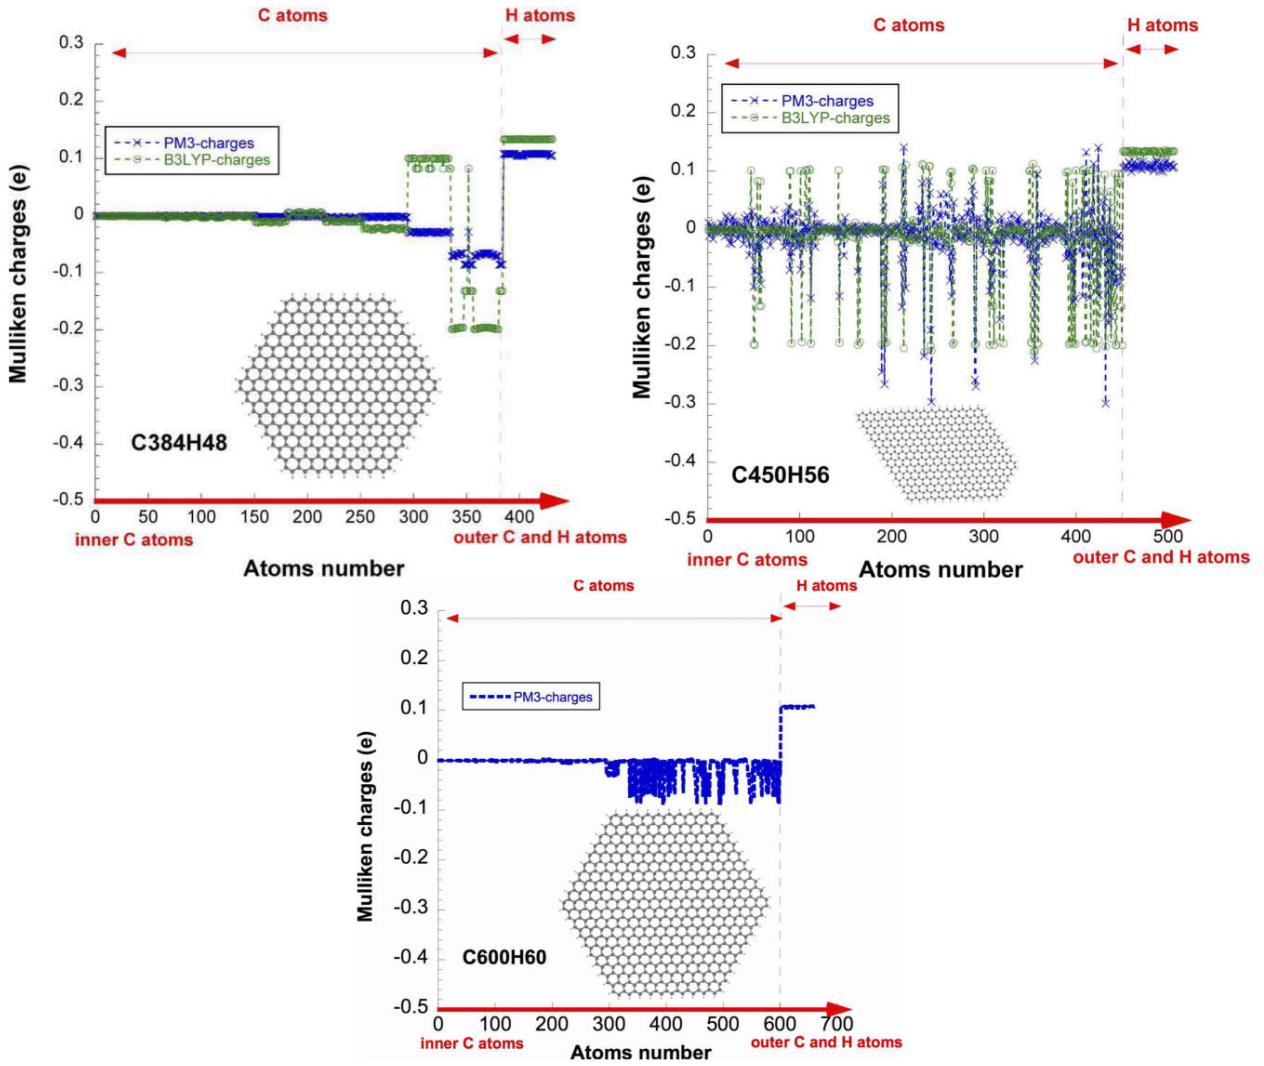 C atoms
H atoms
0.3
0.2
0.1
0
-0.1
-0.2
-0.3
-0.4
-0.5
Mulliken charges (e)
PM3-charges
B3LYP-charges
C384H48
0 50 100 150 200 250 300 350 400
inner C atoms
outer C and H atoms
Atoms number
C atoms
H atoms
0.3
0.2
0.1
0
-0.1
-0.2
-0.3
-0.4
-0.5
Mulliken charges (e)
PM3-charges
B3LYP-charges
C450H56
0 100 200 300 400 500
inner C atoms
outer C and H atoms
Atoms number
C atoms
H atoms
0.3
0.2
0.1
0
-0.1
-0.2
-0.3
-0.4
-0.5
Mulliken charges (e)
PM3-charges
C600H60
0 100 200 300 400 500 600 700
inner C atoms
outer C and H atoms
Atoms number